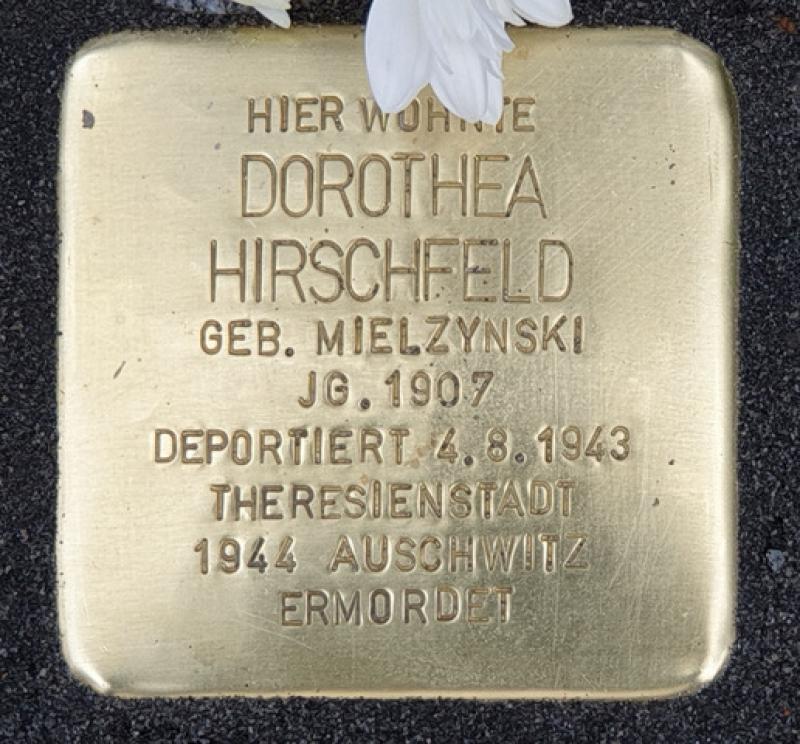 HIER WOHNTE
DOROTHEA
HIRSCHFELD
GEB. MIELZYNSKI
JG. 1907
DEPORTIERT 4.8.1943
THERESIENSTADT
1944 AUSCHWITZ
ERMORDET